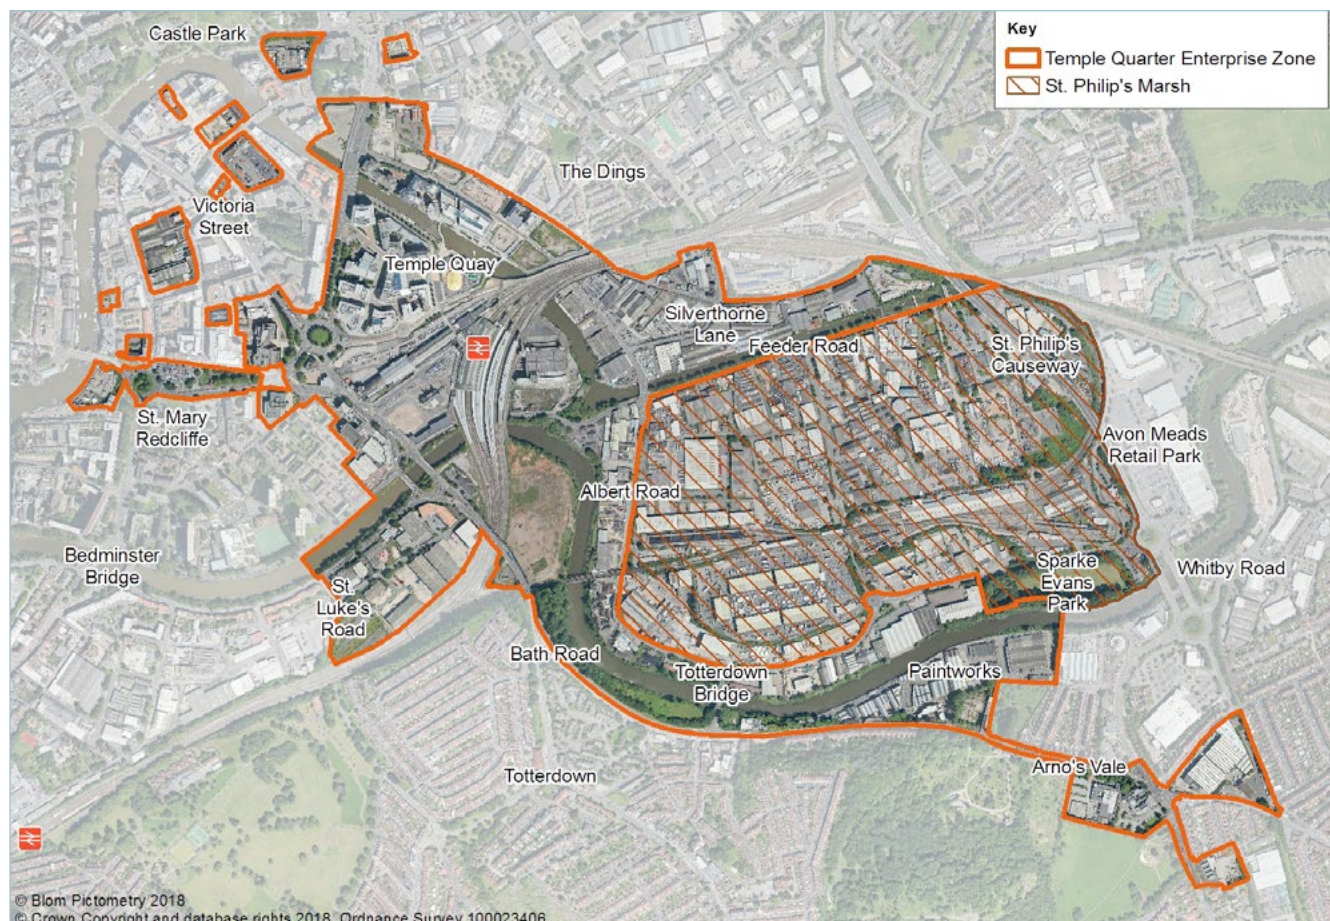 Castle Park
Key
Temple Quarter Enterprise Zone
St. Philip's Marsh
The Dings
Victoria
Street
Temple Quay
Silverthorne
Lane
Feeder Road
St. Philip's
Causeway
St. Mary
Redcliffe
Avon Meads
Retail Park
Albert Road
Bedminster
Bridge
St.
Luke's
Road
Sparke
Evans
Park
Whitby Road
Bath Road
Totterdown
Bridge
Paintworks
Totterdown
Arno's Vale
© Blom Pictometry 2018
© Crown Copyright and database rights 2018. Ordnance Survey 100023406